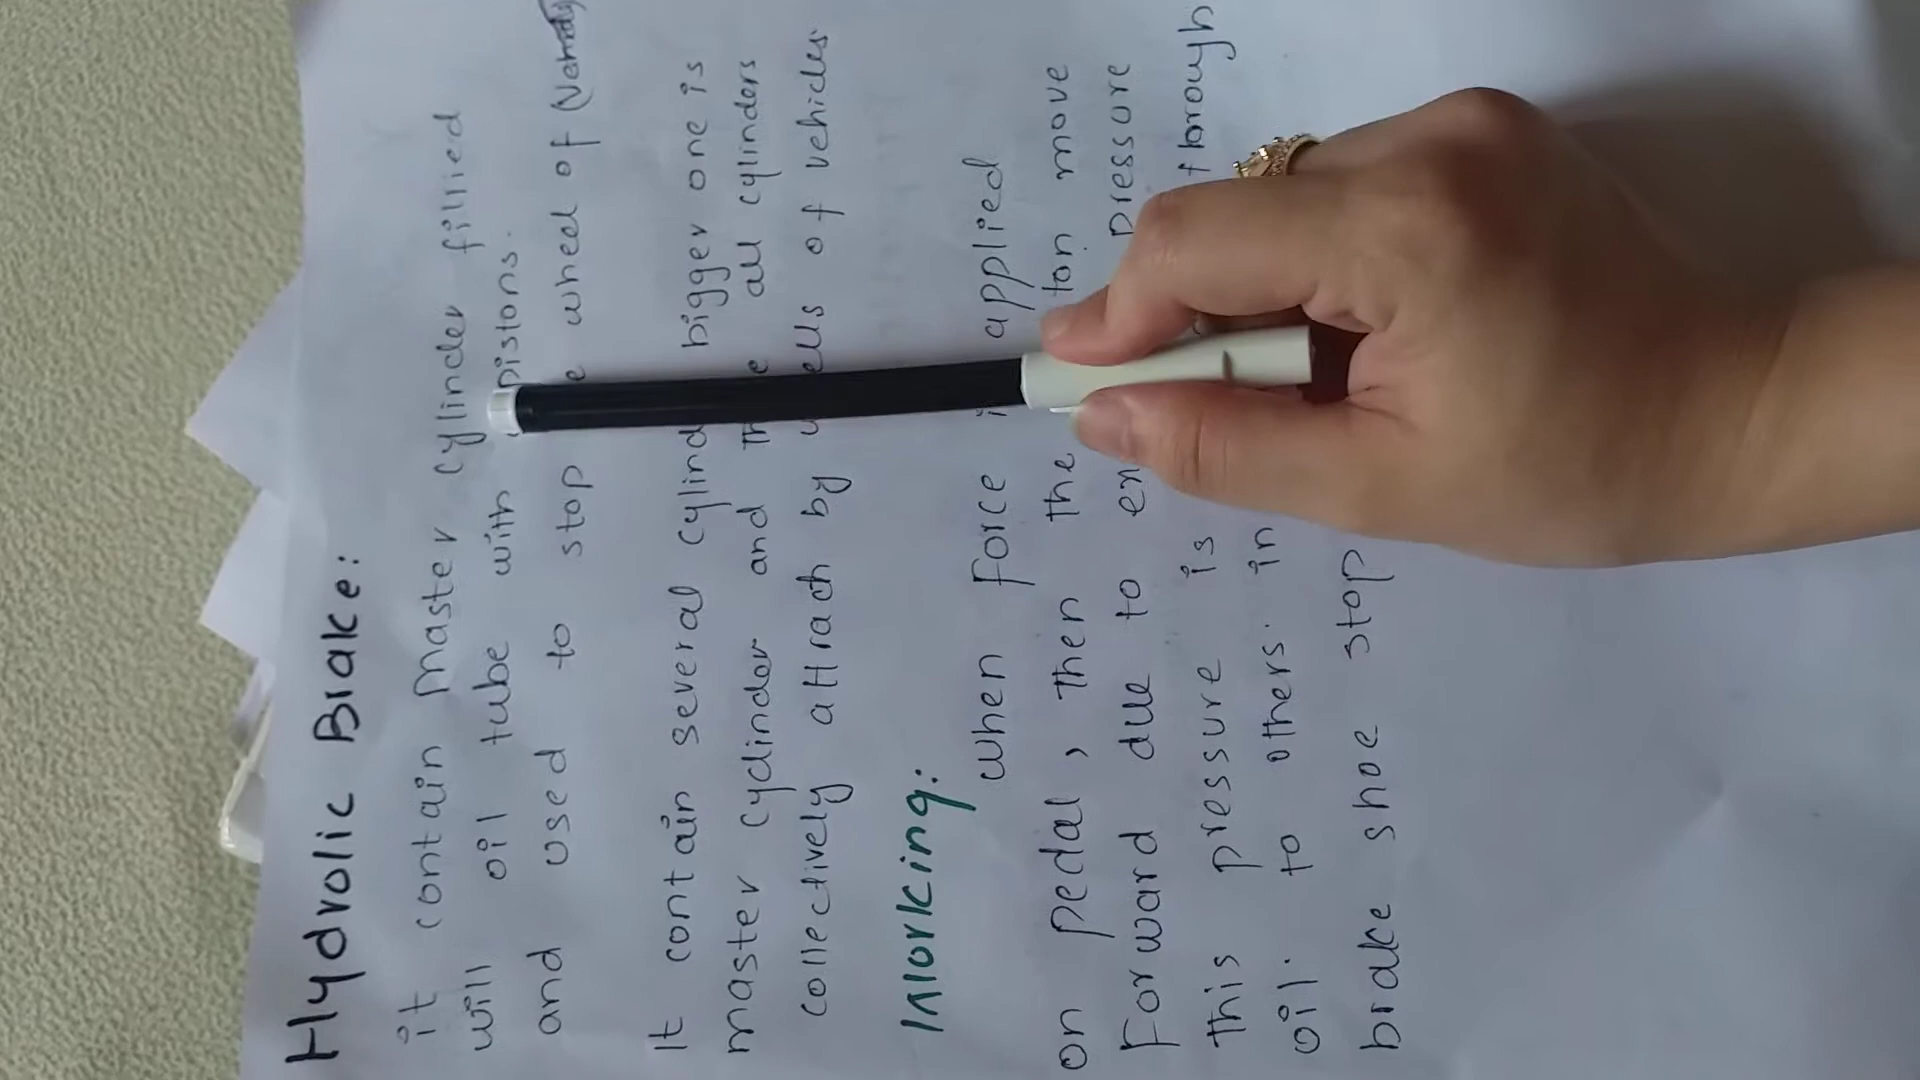 Hydrolic Brake:
it contain master cylinder fillied
will oil tube with pistons.
and used to stop wheel of
It contain several bigger one is
master cylinder and all cylinders
collectively attrach by of vehicles
Working:
when force applied
on pedal, then the move
Forward due to pressure
this pressure is through
oil. to others. in
brake shoe stop